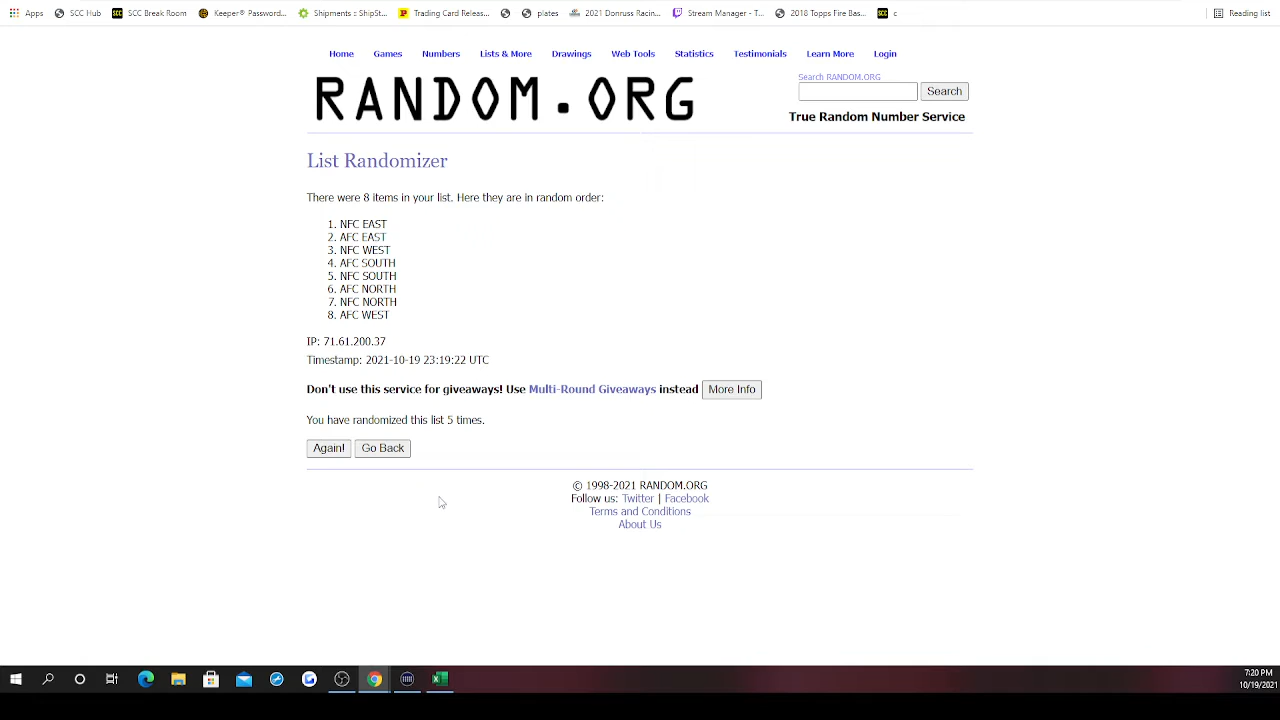 Apps SCC Hub SCC Break Room Keeper® Password... Shipments :: ShipSt... Trading Card Releas... plates 2021 Donruss Racin... Stream Manager - T... 2018 Topps Fire Bas... SCC c Reading list
Home Games Numbers Lists & More Drawings Web Tools Statistics Testimonials Learn More Login
Search RANDOM.ORG
RANDOM.ORG
Search
True Random Number Service
List Randomizer
There were 8 items in your list. Here they are in random order:
1. NFC EAST
2. AFC EAST
3. NFC WEST
4. AFC SOUTH
5. NFC SOUTH
6. AFC NORTH
7. NFC NORTH
8. AFC WEST
IP: 71.61.200.37
Timestamp: 2021-10-19 23:19:22 UTC
Don't use this service for giveaways! Use Multi-Round Giveaways instead More Info
You have randomized this list 5 times.
Again! Go Back
© 1998-2021 RANDOM.ORG
Follow us: Twitter | Facebook
Terms and Conditions
About Us
7:20 PM
10/19/2021